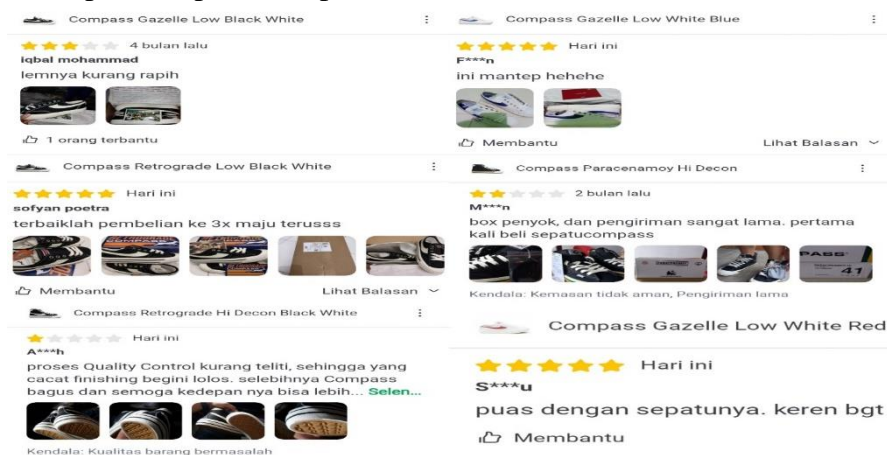 Compass Gazelle Low Black White
4 bulan lalu
iqbal mohammad
lemnya kurang rapih
1 orang terbantu
Compass Retrograde Low Black White
Hari ini
sofyan poetra
terbaiklah pembelian ke 3x maju terusss
Membantu
Lihat Balasan
Compass Retrograde Hi Decon Black White
Hari ini
A***h
proses Quality Control kurang teliti, sehingga yang
cacat finishing begini lolos. selebihnya Compass
bagus dan semoga kedepan nya bisa lebih... Selen...
Kendala: Kualitas barang bermasalah
Compass Gazelle Low White Blue
Hari ini
F***n
ini mantep hehehe
Membantu
Lihat Balasan
Compass Paracenamoy Hi Decon
2 bulan lalu
M***n
box penyok, dan pengiriman sangat lama. pertama
kali beli sepatucompass
41
Kendala: Kemasan tidak aman, Pengiriman lama
Compass Gazelle Low White Red
Hari ini
S***u
puas dengan sepatunya. keren bgt
Membantu